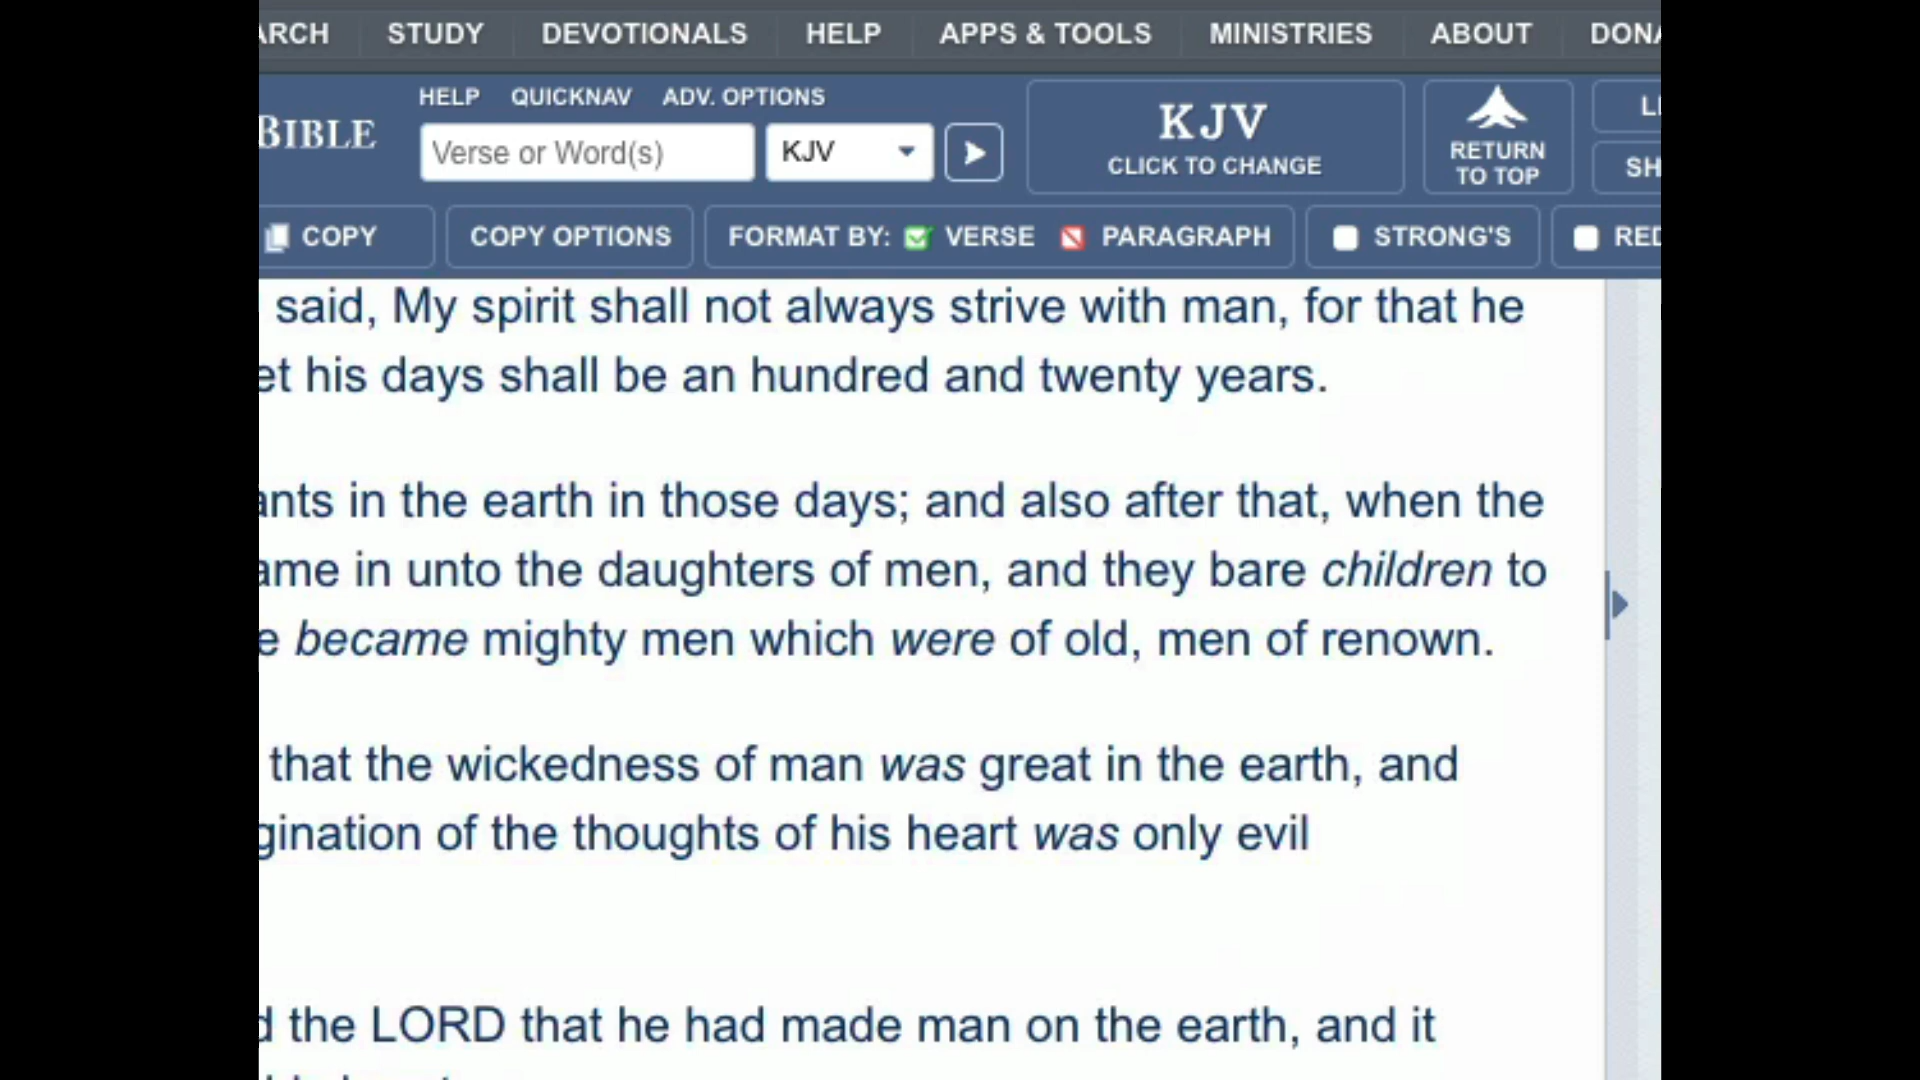 STUDY DEVOTIONALS HELP APPS & TOOLS MINISTRIES ABOUT
HELP QUICKNAV ADV. OPTIONS
BIBLE
Verse or Word(s) KJV
KJV
CLICK TO CHANGE
RETURN
TO TOP
COPY COPY OPTIONS FORMAT BY: VERSE PARAGRAPH STRONG'S
said, My spirit shall not always strive with man, for that he
his days shall be an hundred and twenty years.
in the earth in those days; and also after that, when the
in unto the daughters of men, and they bare children to
became mighty men which were of old, men of renown.
that the wickedness of man was great in the earth, and
of the thoughts of his heart was only evil
the LORD that he had made man on the earth, and it